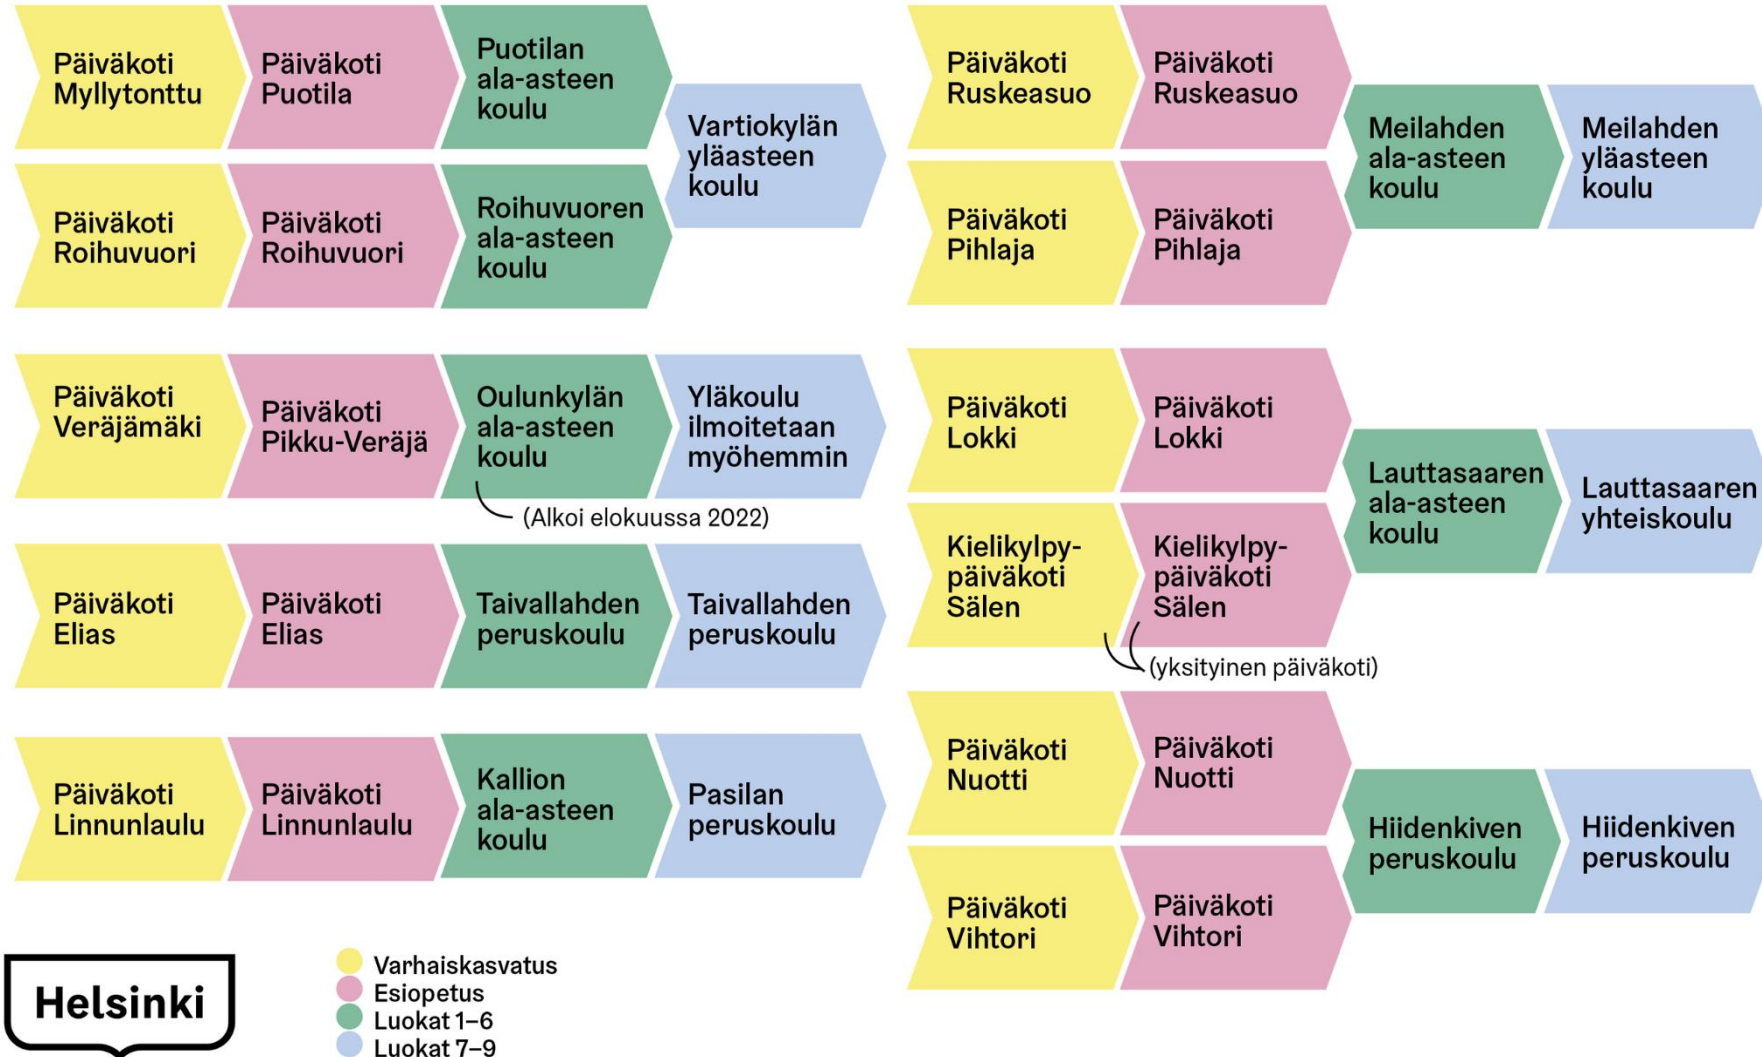 Päiväkoti
Myllytonttu
Päiväkoti
Puotila
Puotilan
ala-asteen
koulu
Päiväkoti
Roihuvuori
Päiväkoti
Roihuvuori
Roihuvuoren
ala-asteen
koulu
Vartiokylän
yläasteen
koulu
Päiväkoti
Veräjämäki
Päiväkoti
Pikku-Veräjä
Oulunkylän
ala-asteen
koulu
Yläkoulu
ilmoitetaan
myöhemmin
(Alkoi elokuussa 2022)
Päiväkoti
Elias
Päiväkoti
Elias
Taivallahden
peruskoulu
Taivallahden
peruskoulu
Päiväkoti
Linnunlaulu
Päiväkoti
Linnunlaulu
Kallion
ala-asteen
koulu
Pasilan
peruskoulu
Päiväkoti
Ruskeasuo
Päiväkoti
Ruskeasuo
Päiväkoti
Pihlaja
Päiväkoti
Pihlaja
Meilahden
ala-asteen
koulu
Meilahden
yläasteen
koulu
Päiväkoti
Lokki
Päiväkoti
Lokki
Kielikylpy-
päiväkoti
Sälen
Kielikylpy-
päiväkoti
Sälen
(yksityinen päiväkoti)
Lauttasaaren
ala-asteen
koulu
Lauttasaaren
yhteiskoulu
Päiväkoti
Nuotti
Päiväkoti
Nuotti
Päiväkoti
Vihtori
Päiväkoti
Vihtori
Hiidenkiven
peruskoulu
Hiidenkiven
peruskoulu
Helsinki
Varhaiskasvatus
Esiopetus
Luokat 1–6
Luokat 7–9